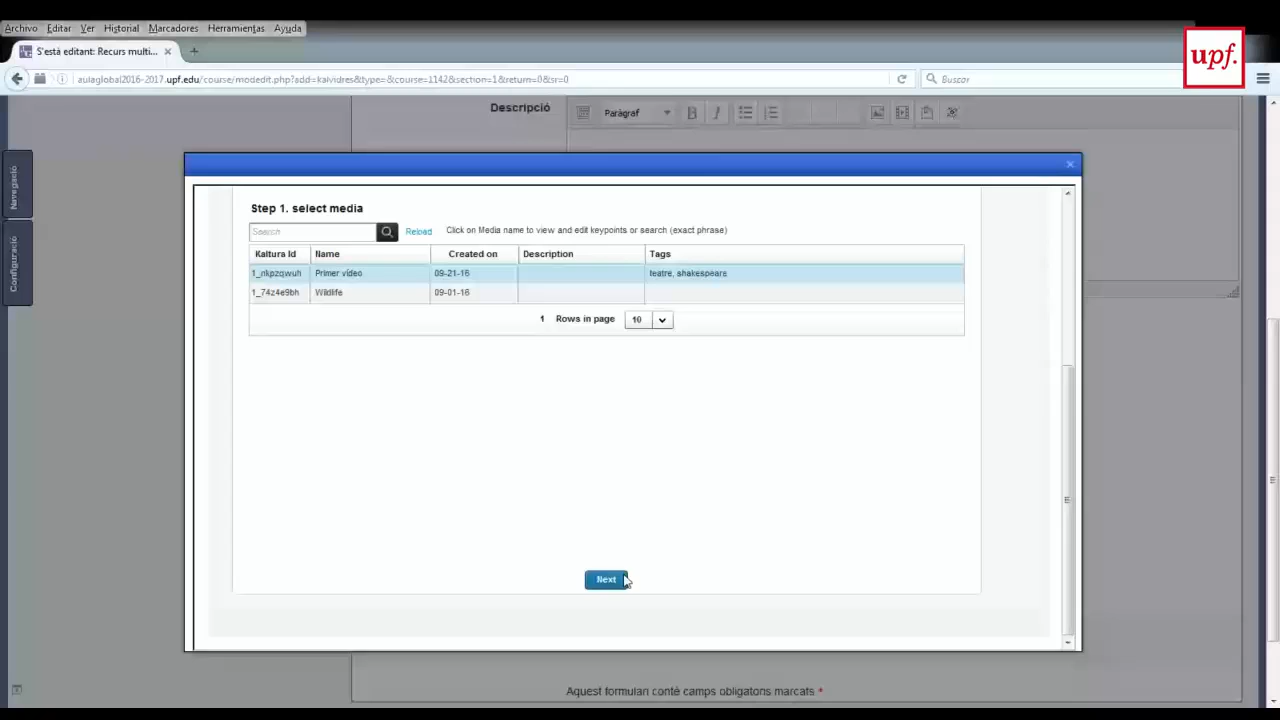 Archivo Editar Ver Historial Marcadores Herramientas Ayuda
upf.
S'està editant: Recurs multi...
aulaglobal2016-2017.upf.edu/course/modedit.php?add=kalvidres&type=&course=1142&section=1&return=0&sr=0
Buscar
Descripció
Paràgraf
B I
Navegació
Configuració
Step 1. select media
Search
Reload
Click on Media name to view and edit keypoints or search (exact phrase)
Kaltura Id Name Created on Description Tags
1_nkpzqwuh Primer vídeo 09-21-16 teatre, shakespeare
1_74z4e9bh Wildlife 09-01-16
1 Rows in page 10
Next
Aquest formulari conté camps obligatoris marcats *